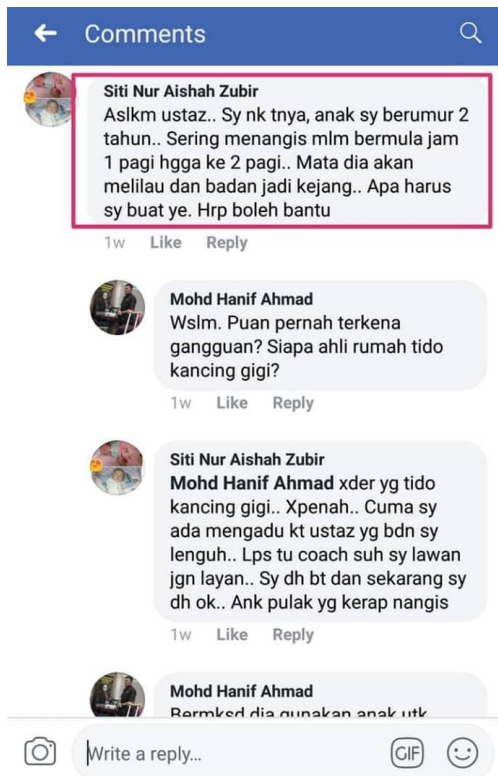 Comments
Siti Nur Aishah Zubir
Aslkm ustaz.. Sy nk tnya, anak sy berumur 2
tahun.. Sering menangis mlm bermula jam
1 pagi hgga ke 2 pagi.. Mata dia akan
melilau dan badan jadi kejang.. Apa harus
sy buat ye. Hrp boleh bantu
1w Like Reply
Mohd Hanif Ahmad
Wslm. Puan pernah terkena
gangguan? Siapa ahli rumah tido
kancing gigi?
1w Like Reply
Siti Nur Aishah Zubir
Mohd Hanif Ahmad xder yg tido
kancing gigi.. Xpenah.. Cuma sy
ada mengadu kt ustaz yg bdn sy
lenguh.. Lps tu coach suh sy lawan
jgn layan.. Sy dh bt dan sekarang sy
dh ok.. Ank pulak yg kerap nangis
1w Like Reply
Mohd Hanif Ahmad
Bermksd dia gunakan anak utk
Write a reply...
GIF